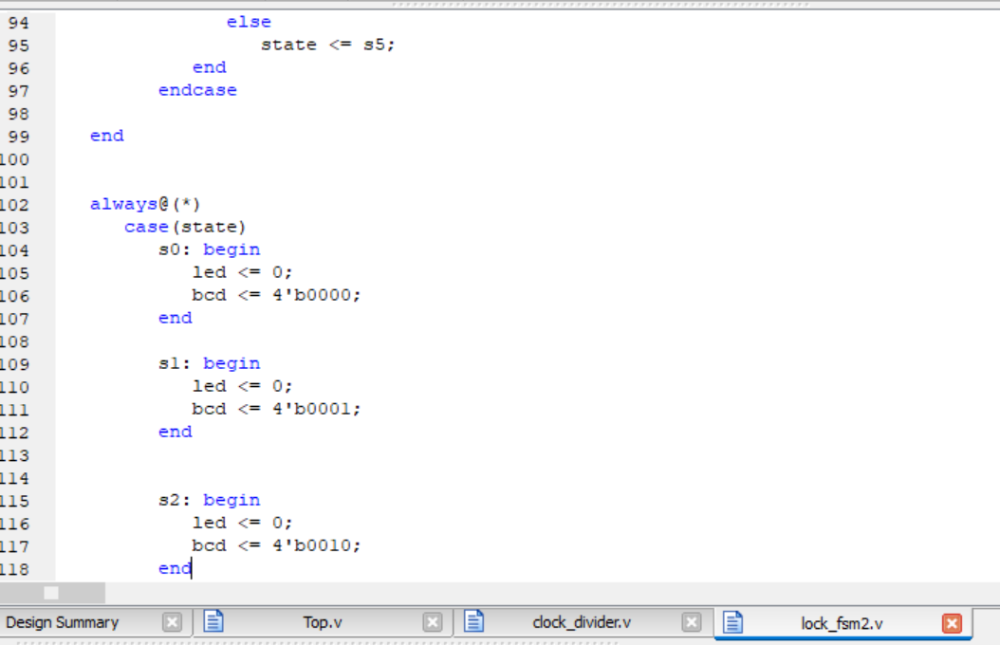 94 else
95 state <= s5;
96 end
97 endcase
98
99 end
100
101
102 always@(*)
103 case(state)
104 s0: begin
105 led <= 0;
106 bcd <= 4'b0000;
107 end
108
109 s1: begin
110 led <= 0;
111 bcd <= 4'b0001;
112 end
113
114
115 s2: begin
116 led <= 0;
117 bcd <= 4'b0010;
118 end
Design Summary Top.v clock_divider.v lock_fsm2.v